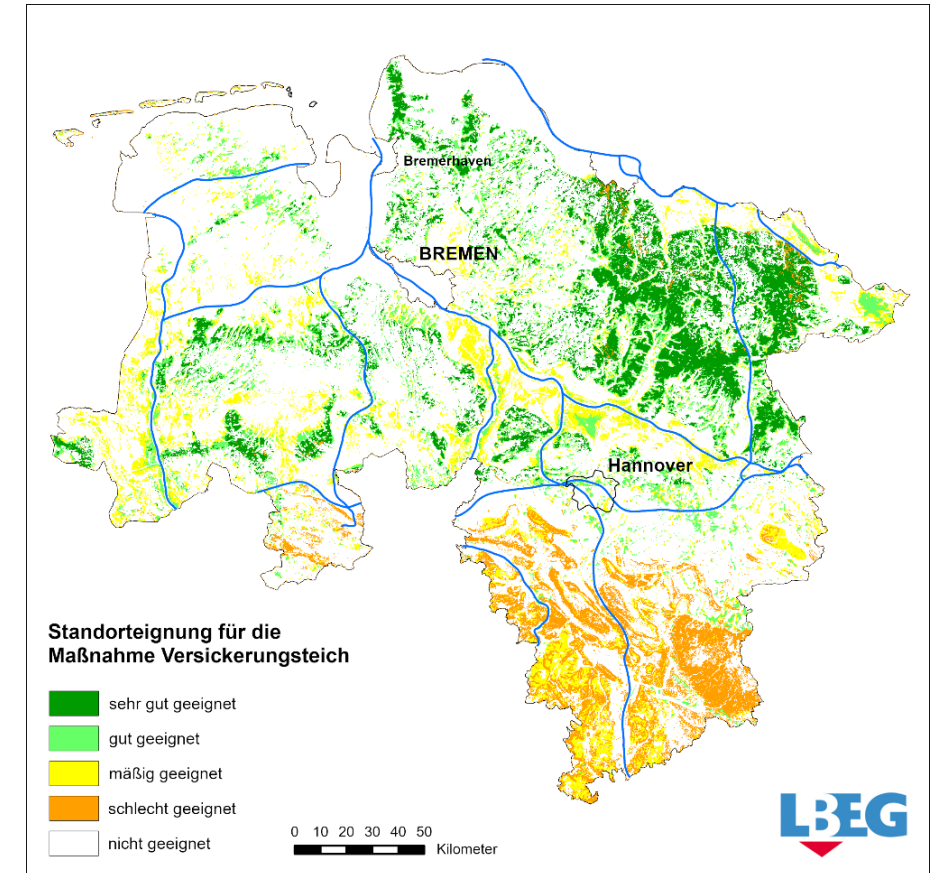 Bremerhaven
BREMEN
Hannover
Standorteignung für die
Maßnahme Versickerungsteich
sehr gut geeignet
gut geeignet
mäßig geeignet
schlecht geeignet
nicht geeignet
0 10 20 30 40 50
Kilometer
LBEG